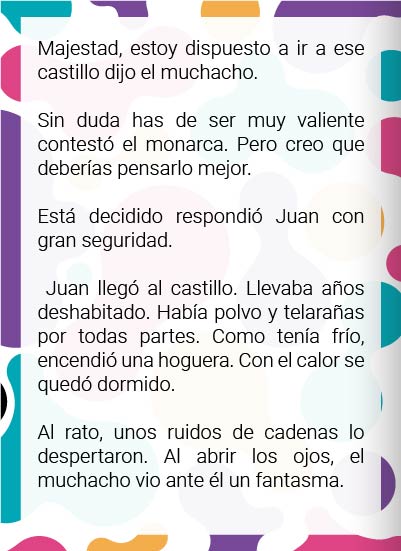 Majestad, estoy dispuesto a ir a ese
castillo dijo el muchacho.
Sin duda has de ser muy valiente
contestó el monarca. Pero creo que
deberías pensarlo mejor.
Está decidido respondió Juan con
gran seguridad.
Juan llegó al castillo. Llevaba años
deshabitado. Había polvo y telarañas
por todas partes. Como tenía frío,
encendió una hoguera. Con el calor se
quedó dormido.
Al rato, unos ruidos de cadenas lo
despertaron. Al abrir los ojos, el
muchacho vio ante él un fantasma.